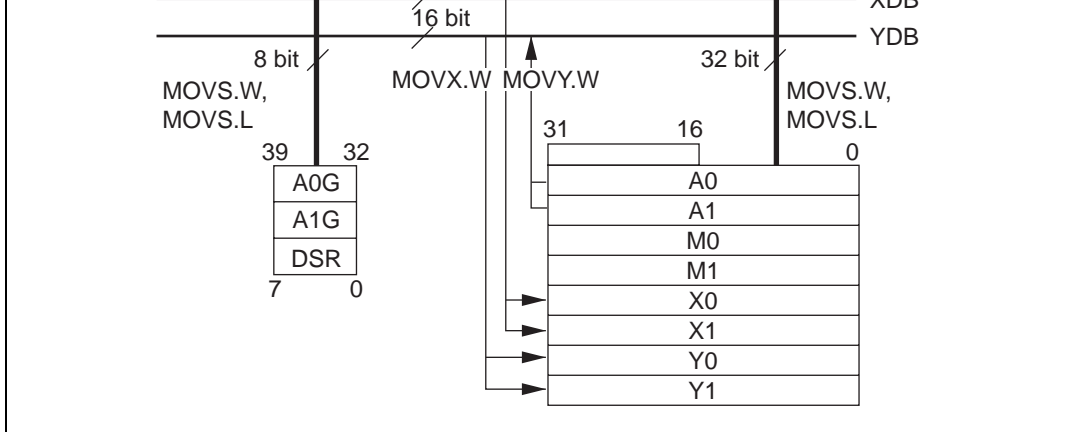 XDB
16 bit
YDB
8 bit
32 bit
MOVX.W MOVY.W
MOVS.W,
MOVS.L
MOVS.W,
MOVS.L
31 16
39 32
0
A0G
A1G
DSR
7 0
A0
A1
M0
M1
X0
X1
Y0
Y1